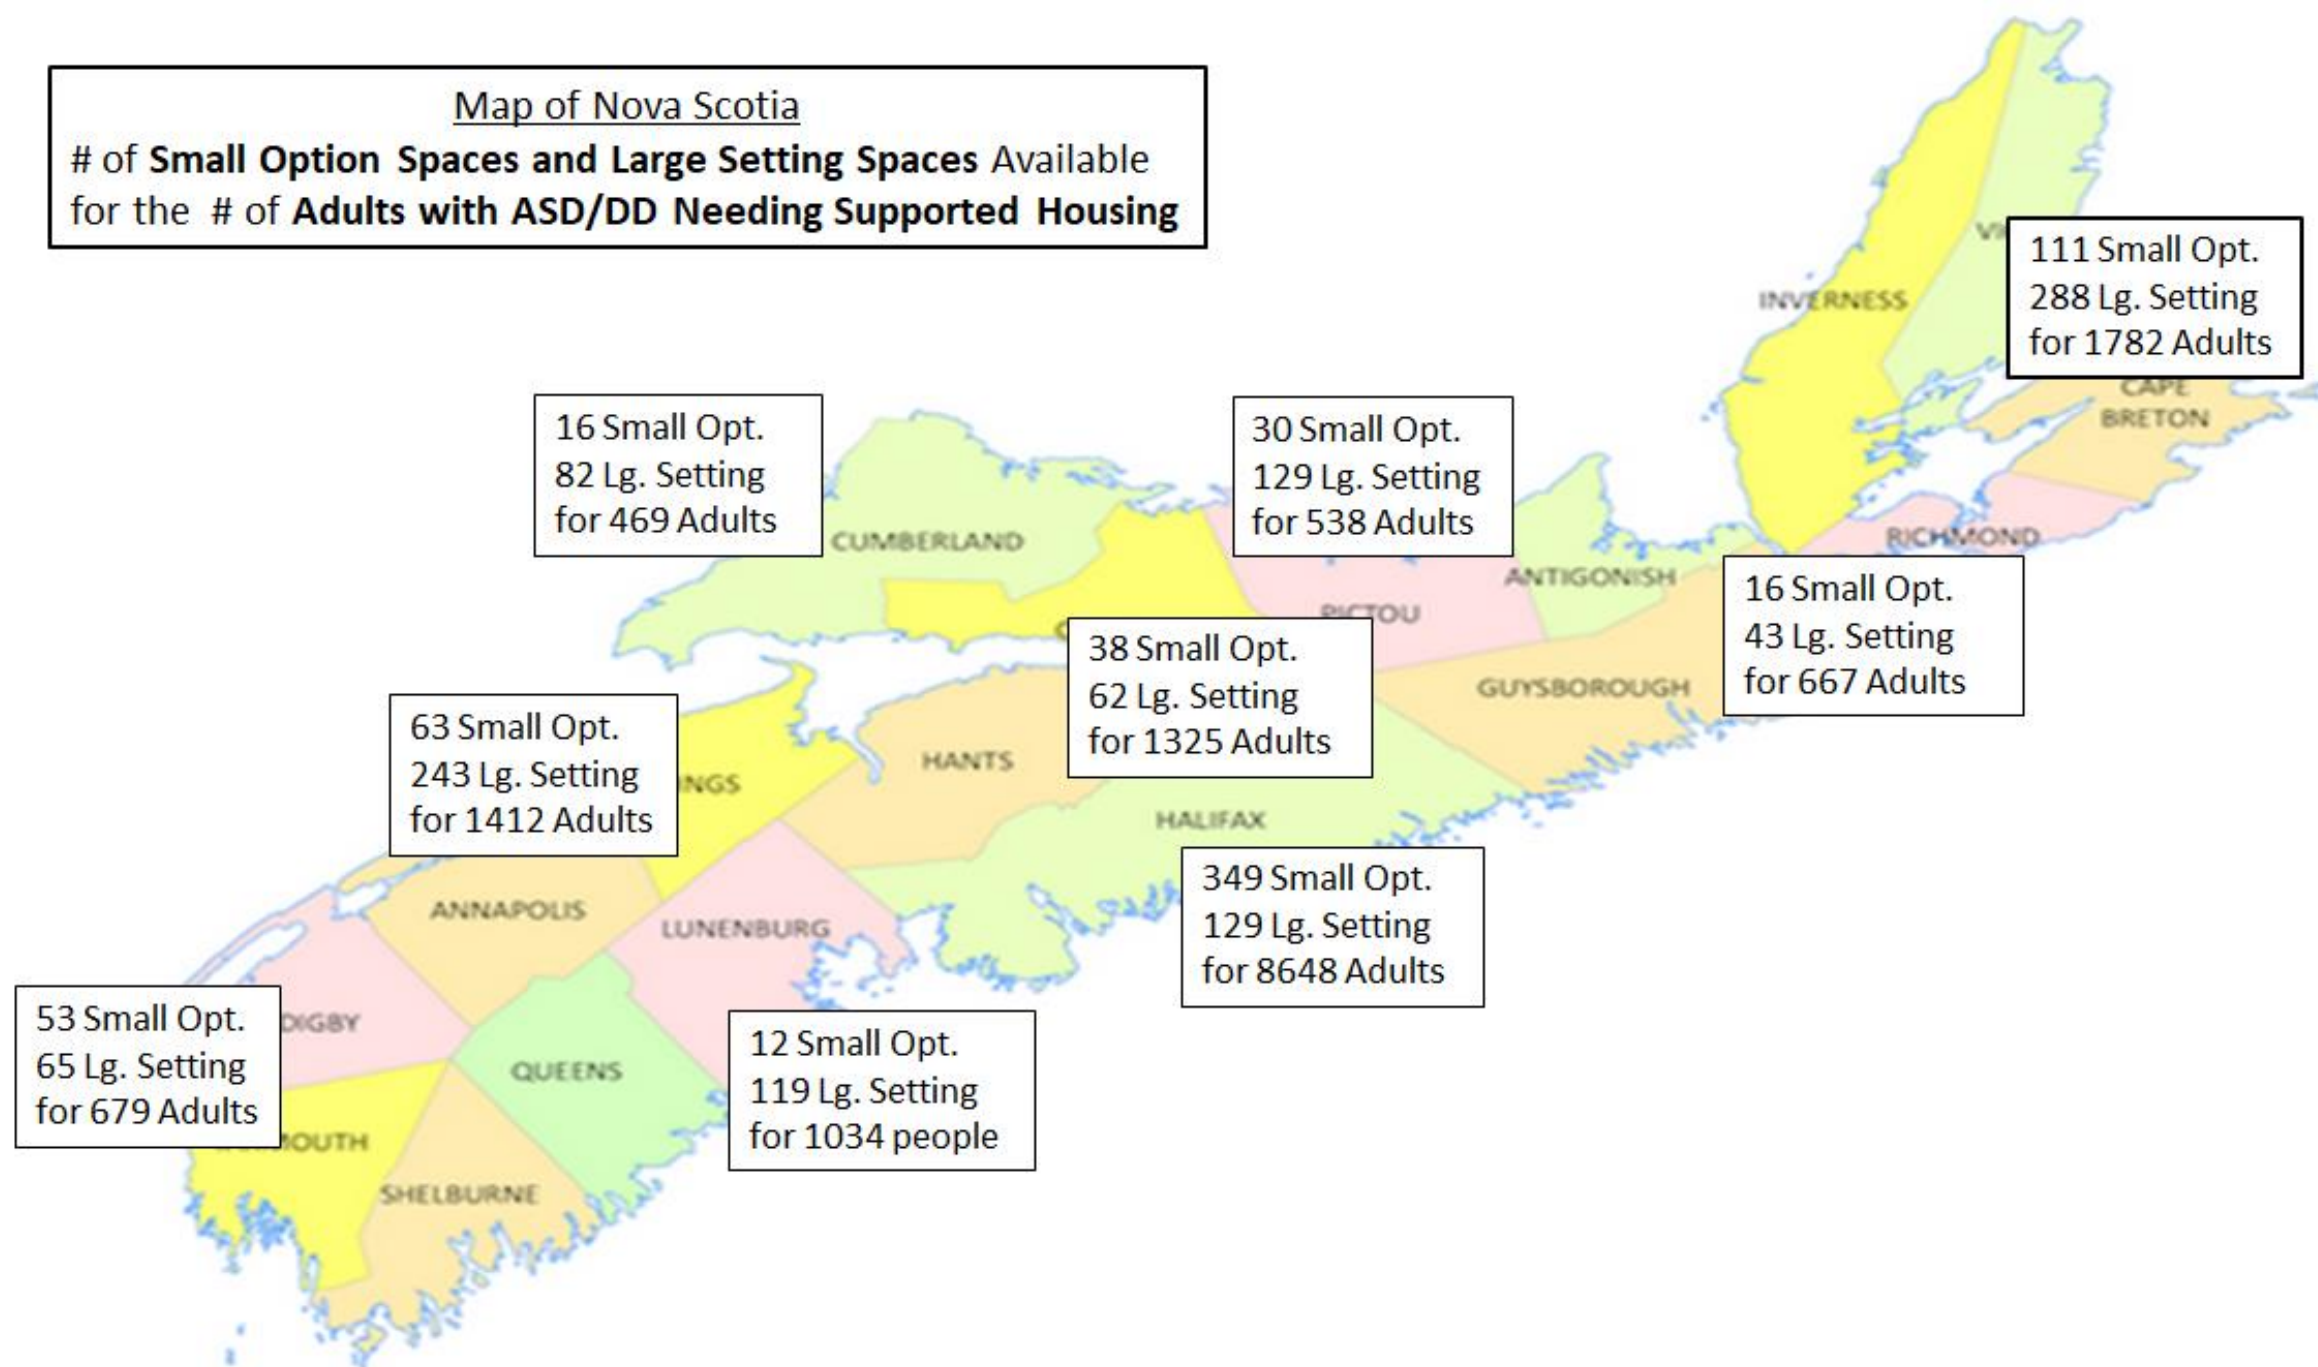 Map of Nova Scotia
# of Small Option Spaces and Large Setting Spaces Available
for the # of Adults with ASD/DD Needing Supported Housing
111 Small Opt.
288 Lg. Setting
for 1782 Adults
INVERNESS
CAPE
BRETON
16 Small Opt.
82 Lg. Setting
for 469 Adults
30 Small Opt.
129 Lg. Setting
for 538 Adults
CUMBERLAND
RICHMOND
ANTIGONISH
PICTOU
16 Small Opt.
43 Lg. Setting
for 667 Adults
38 Small Opt.
62 Lg. Setting
for 1325 Adults
GUYSBOROUGH
63 Small Opt.
243 Lg. Setting
for 1412 Adults
NGS
HANTS
HALIFAX
349 Small Opt.
129 Lg. Setting
for 8648 Adults
ANNAPOLIS
LUNENBURG
53 Small Opt.
65 Lg. Setting
for 679 Adults
DIGBY
QUEENS
12 Small Opt.
119 Lg. Setting
for 1034 people
MOUTH
SHELBURNE